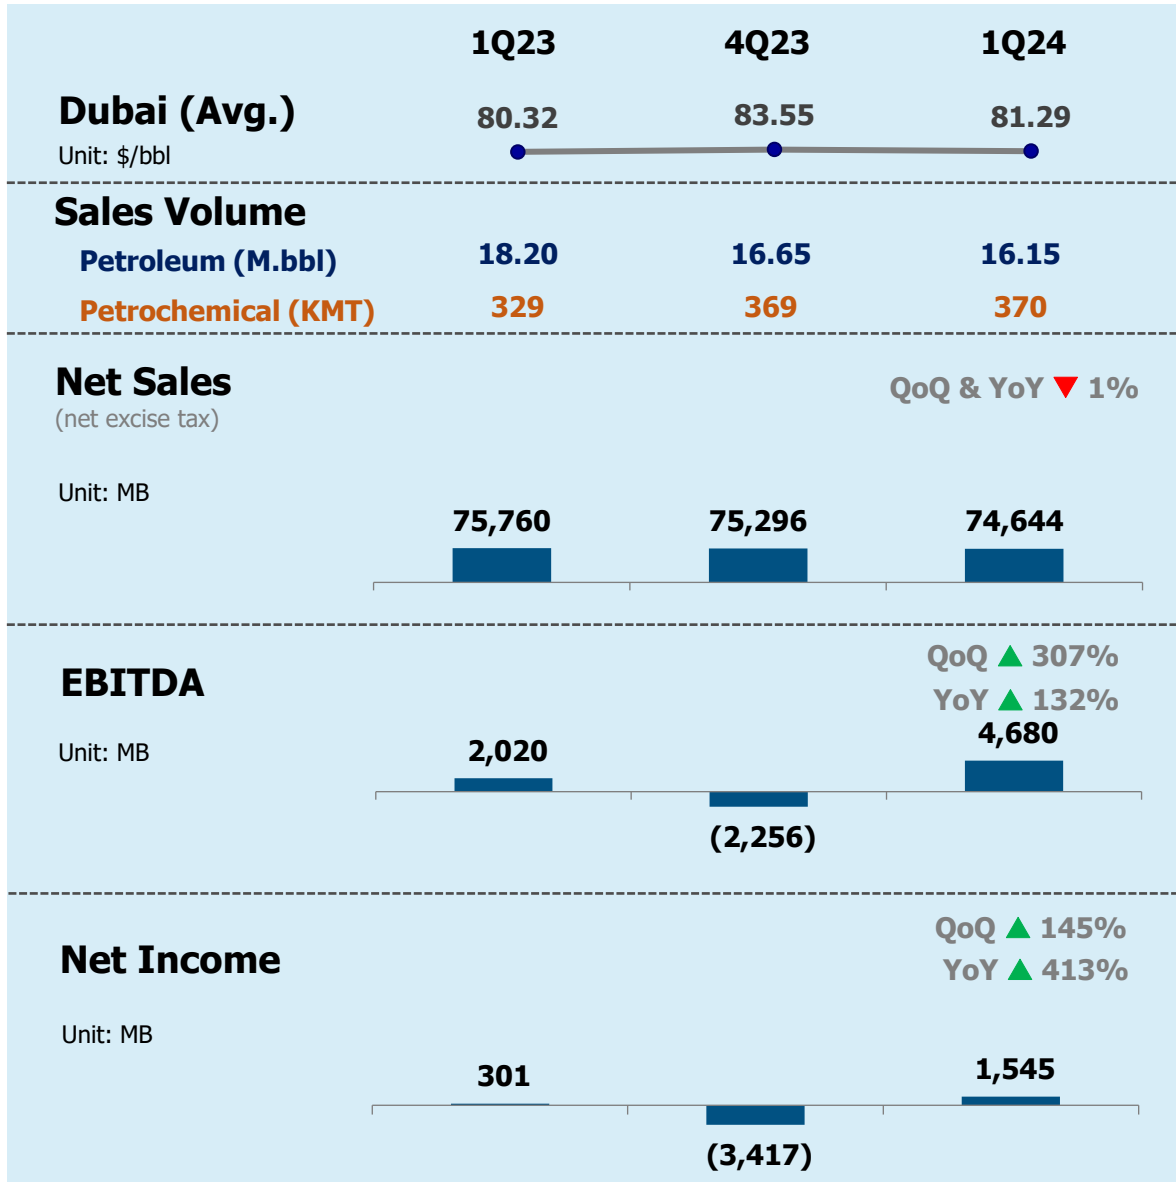 1Q23 4Q23 1Q24
Dubai (Avg.)
Unit: $/bbl
80.32 83.55 81.29
Sales Volume
Petroleum (M.bbl) 18.20 16.65 16.15
Petrochemical (KMT) 329 369 370
Net Sales
(net excise tax)
QoQ & YoY ▼ 1%
Unit: MB
75,760 75,296 74,644
EBITDA
QoQ ▲ 307%
YoY ▲ 132%
Unit: MB
2,020 (2,256) 4,680
Net Income
QoQ ▲ 145%
YoY ▲ 413%
Unit: MB
301 (3,417) 1,545